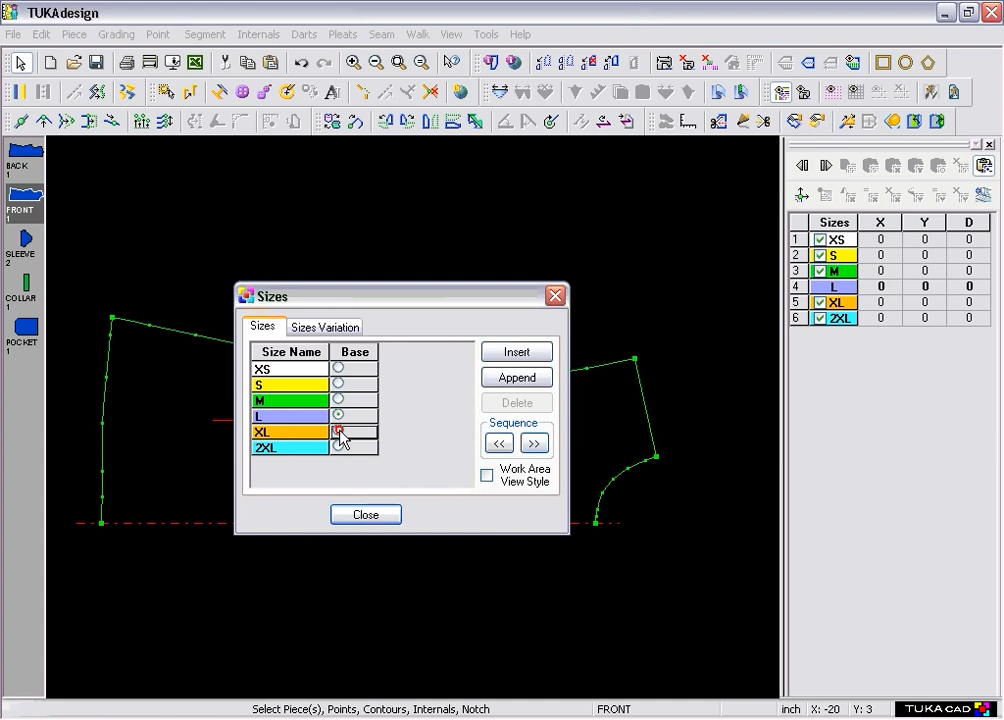 TUKAdesign
File Edit Piece Grading Point Segment Internals Darts Pleats Seam Walk View Tools Help
BACK
1
FRONT
1
SLEEVE
2
COLLAR
1
POCKET
1
Sizes
Sizes Sizes Variation
Size Name Base
XS
S
M
L
XL
2XL
Insert
Append
Delete
Sequence
<< >>
Work Area
View Style
Close
Sizes X Y D
1 XS 0 0 0
2 S 0 0 0
3 M 0 0 0
4 L 0 0 0
5 XL 0 0 0
6 2XL 0 0 0
Select Piece(s), Points, Contours, Internals, Notch FRONT inch X: -20 Y: 3 TUKACAD